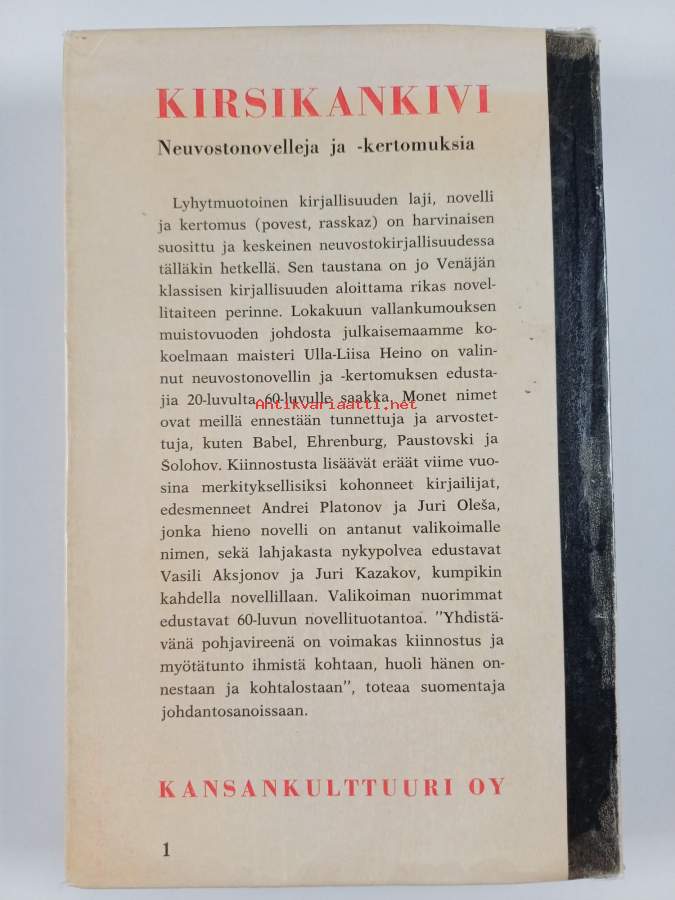 KIRSIKANKIVI
Neuvostonovelleja ja -kertomuksia
Lyhytmuotoinen kirjallisuuden laji, novelli
ja kertomus (povest, rasskaz) on harvinaisen
suosittu ja keskeinen neuvostokirjallisuudessa
tälläkin hetkellä. Sen taustana on jo Venäjän
klassisen kirjallisuuden aloittama rikas novel-
litaiteen perinne. Lokakuun vallankumouksen
muistovuoden johdosta julkaisemaamme ko-
koelmaan maisteri Ulla-Liisa Heino on valin-
nut neuvostonovellin ja -kertomuksen edusta-
jia 20-luvulta 60-luvulle saakka. Monet nimet
Antikvariaatti.net
ovat meillä ennestään tunnettuja ja arvostet-
tuja, kuten Babel, Ehrenburg, Paustovski ja
Šolohov. Kiinnostusta lisäävät eräät viime vuo-
sina merkityksellisiksi kohonneet kirjailijat,
edesmenneet Andrei Platonov ja Juri Oleša,
jonka hieno novelli on antanut valikoimalle
nimen, sekä lahjakasta nykypolvea edustavat
Vasili Aksjonov ja Juri Kazakov, kumpikin
kahdella novellillaan. Valikoiman nuorimmat
edustavat 60-luvun novellituotantoa. "Yhdistä-
vänä pohjavireenä on voimakas kiinnostus ja
myötätunto ihmistä kohtaan, huoli hänen on-
nestaan ja kohtalostaan", toteaa suomentaja
johdantosanoissaan.
KANSANKULTTUURI OY
1